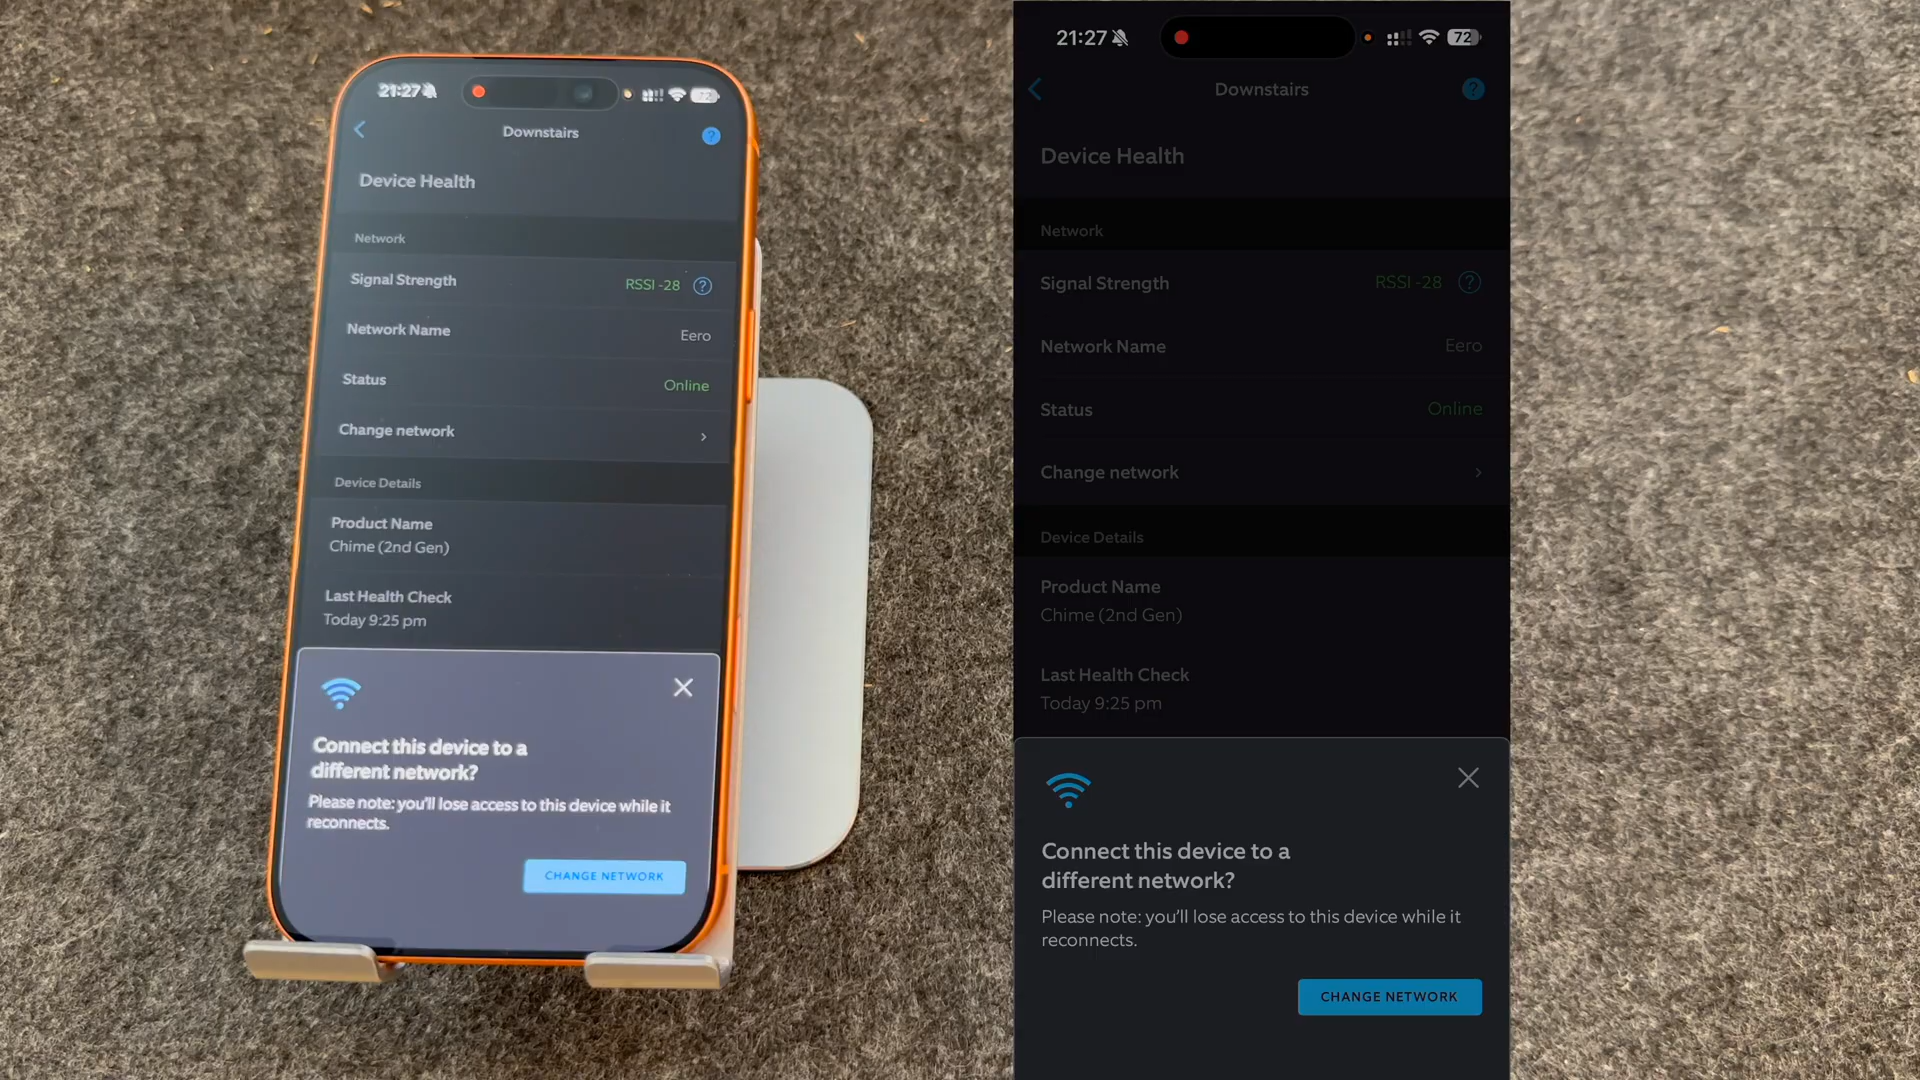 21:27
Downstairs
?
Device Health
Network
Signal Strength
RSSI -28
?
Network Name
Eero
Status
Online
Change network
Device Details
Product Name
Chime (2nd Gen)
Last Health Check
Today 9:25 pm
Connect this device to a
different network?
Please note: you'll lose access to this device while it
reconnects.
CHANGE NETWORK
21:27
72
Downstairs
?
Device Health
Network
Signal Strength
RSSI -28
?
Network Name
Eero
Status
Online
Change network
Device Details
Product Name
Chime (2nd Gen)
Last Health Check
Today 9:25 pm
Connect this device to a
different network?
Please note: you'll lose access to this device while it
reconnects.
CHANGE NETWORK